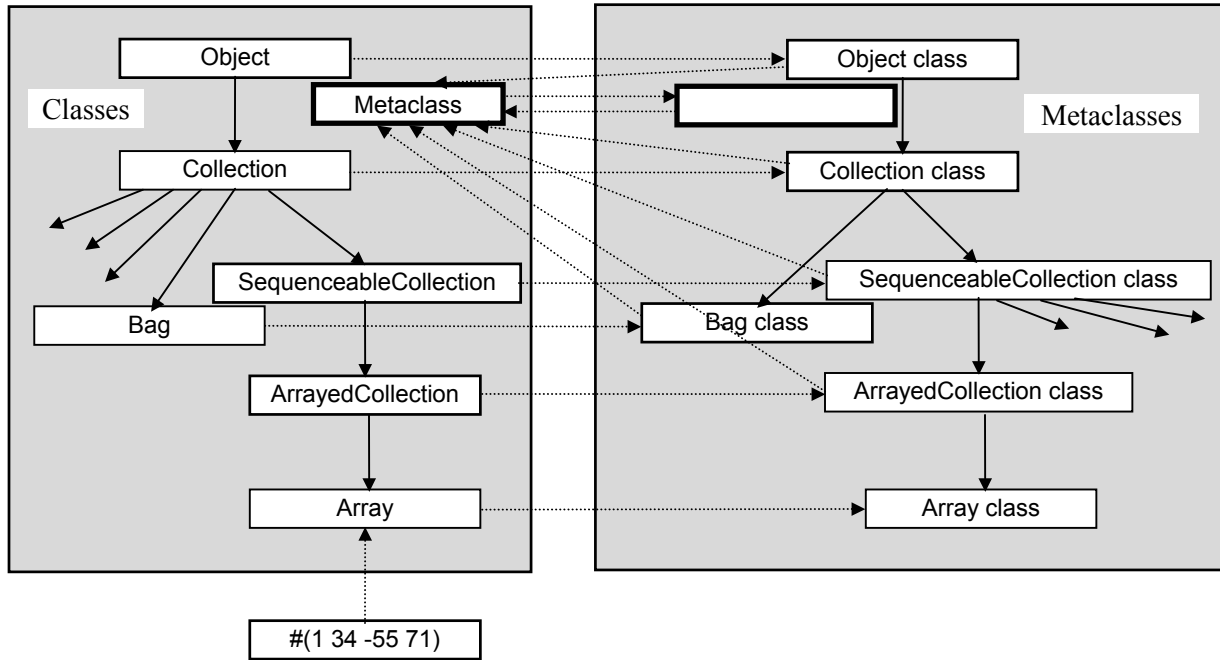 Object
Object class
Metaclass
Classes
Metaclasses
Collection
Collection class
SequenceableCollection
SequenceableCollection class
Bag
Bag class
ArrayedCollection
ArrayedCollection class
Array
Array class
#(1 34 -55 71)